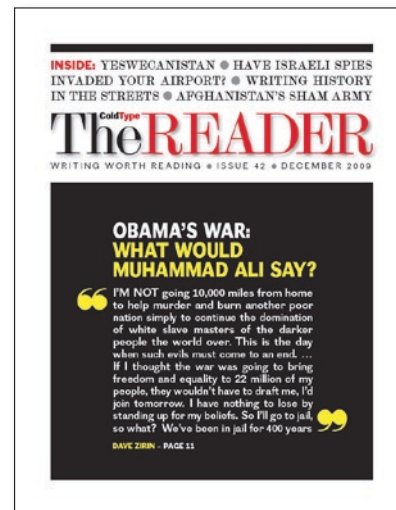 INSIDE: YESWECANISTAN ● HAVE ISRAELI SPIES
INVADED YOUR AIRPORT? ● WRITING HISTORY
IN THE STREETS ● AFGHANISTAN'S SHAM ARMY
ColdType
TheREADER
WRITING WORTH READING ● ISSUE 42 ● DECEMBER 2009
OBAMA'S WAR:
WHAT WOULD
MUHAMMAD ALI SAY?
“I'M NOT going 10,000 miles from home
to help murder and burn another poor
nation simply to continue the domination
of white slave masters of the darker
people the world over. This is the day
when such evils must come to an end. …
If I thought the war was going to bring
freedom and equality to 22 million of my
people, they wouldn't have to draft me, I'd
join tomorrow. I have nothing to lose by
standing up for my beliefs. So I'll go to jail,
so what? We've been in jail for 400 years”
DAVE ZIRIN – PAGE 11